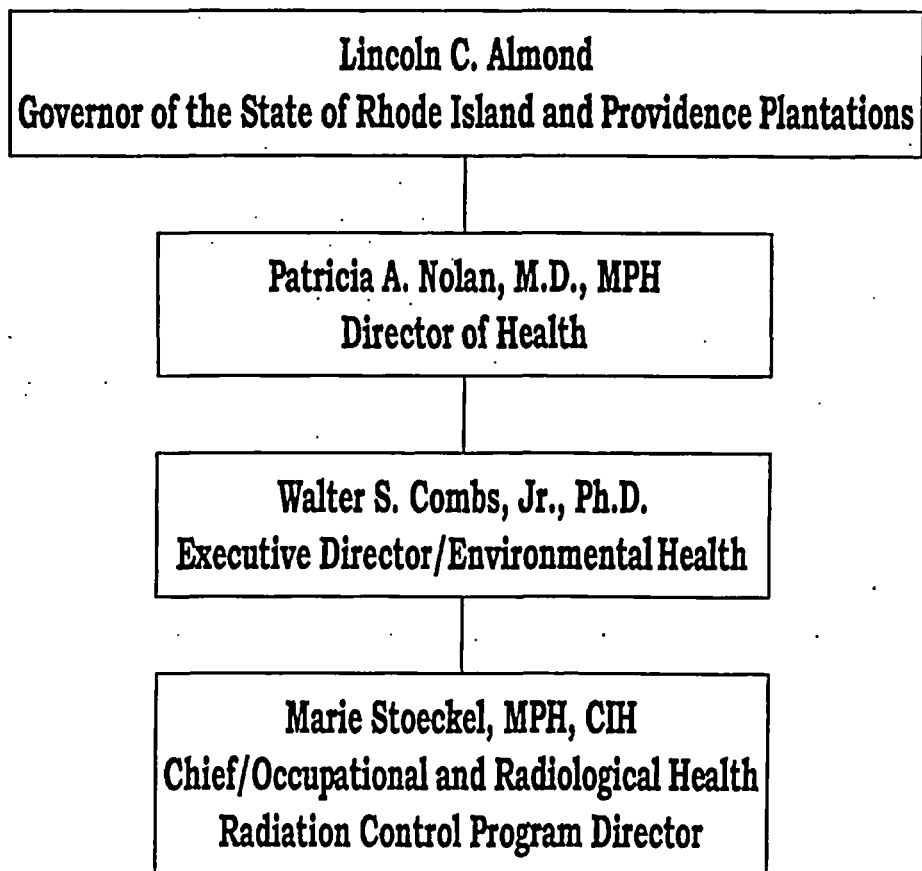 Lincoln C. Almond
Governor of the State of Rhode Island and Providence Plantations
Patricia A. Nolan, M.D., MPH
Director of Health
Walter S. Combs, Jr., Ph.D.
Executive Director/Environmental Health
Marie Stoeckel, MPH, CIH
Chief/Occupational and Radiological Health
Radiation Control Program Director